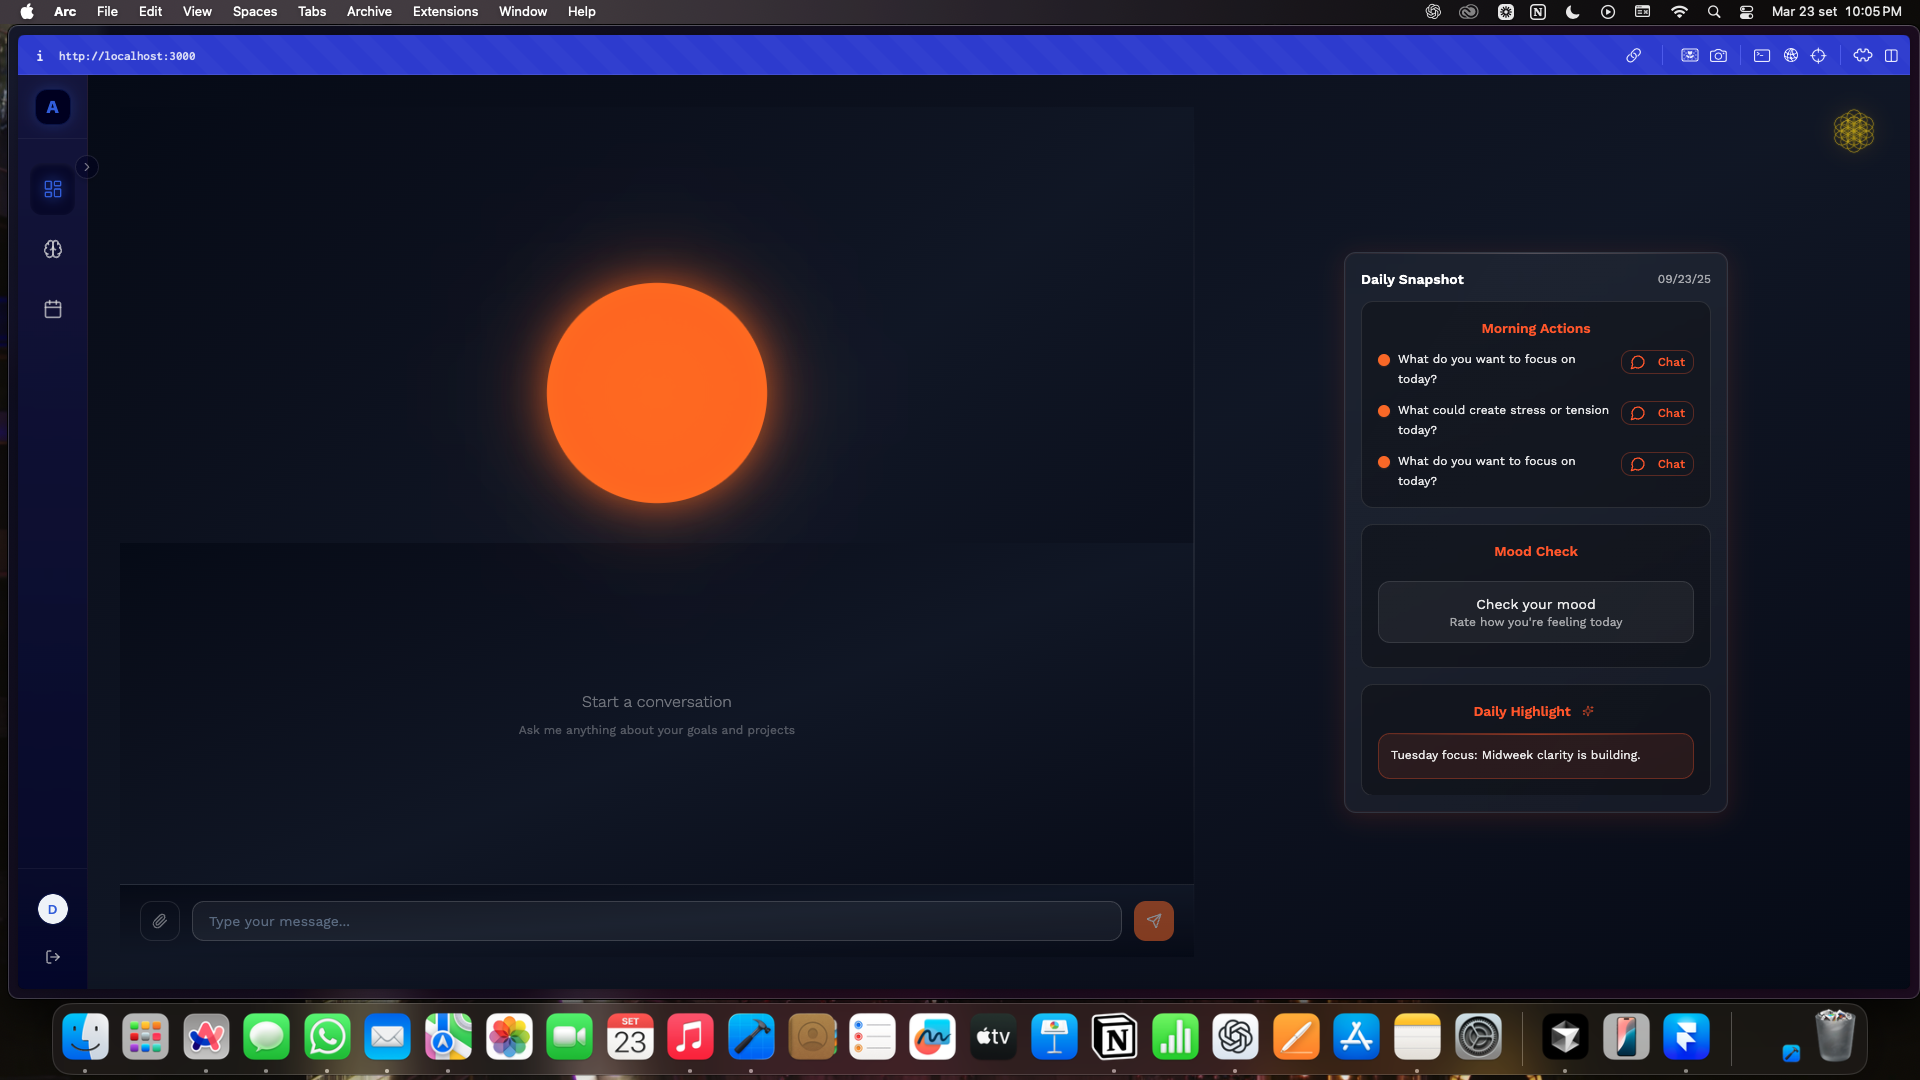 Arc File Edit View Spaces Tabs Archive Extensions Window Help
Mar 23 set 10:05 PM
i http://localhost:3000
A
Daily Snapshot 09/23/25
Morning Actions
What do you want to focus on
today?
Chat
What could create stress or tension
today?
Chat
What do you want to focus on
today?
Chat
Mood Check
Check your mood
Rate how you're feeling today
Daily Highlight
Tuesday focus: Midweek clarity is building.
Start a conversation
Ask me anything about your goals and projects
Type your message...
D
SET
23
tv